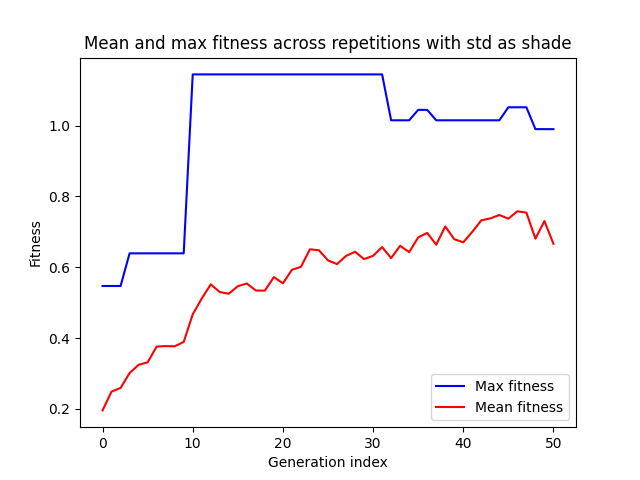 Mean and max fitness across repetitions with std as shade
Fitness
1.0
0.8
0.6
0.4
0.2
0
10
20
30
40
50
Generation index
Max fitness
Mean fitness